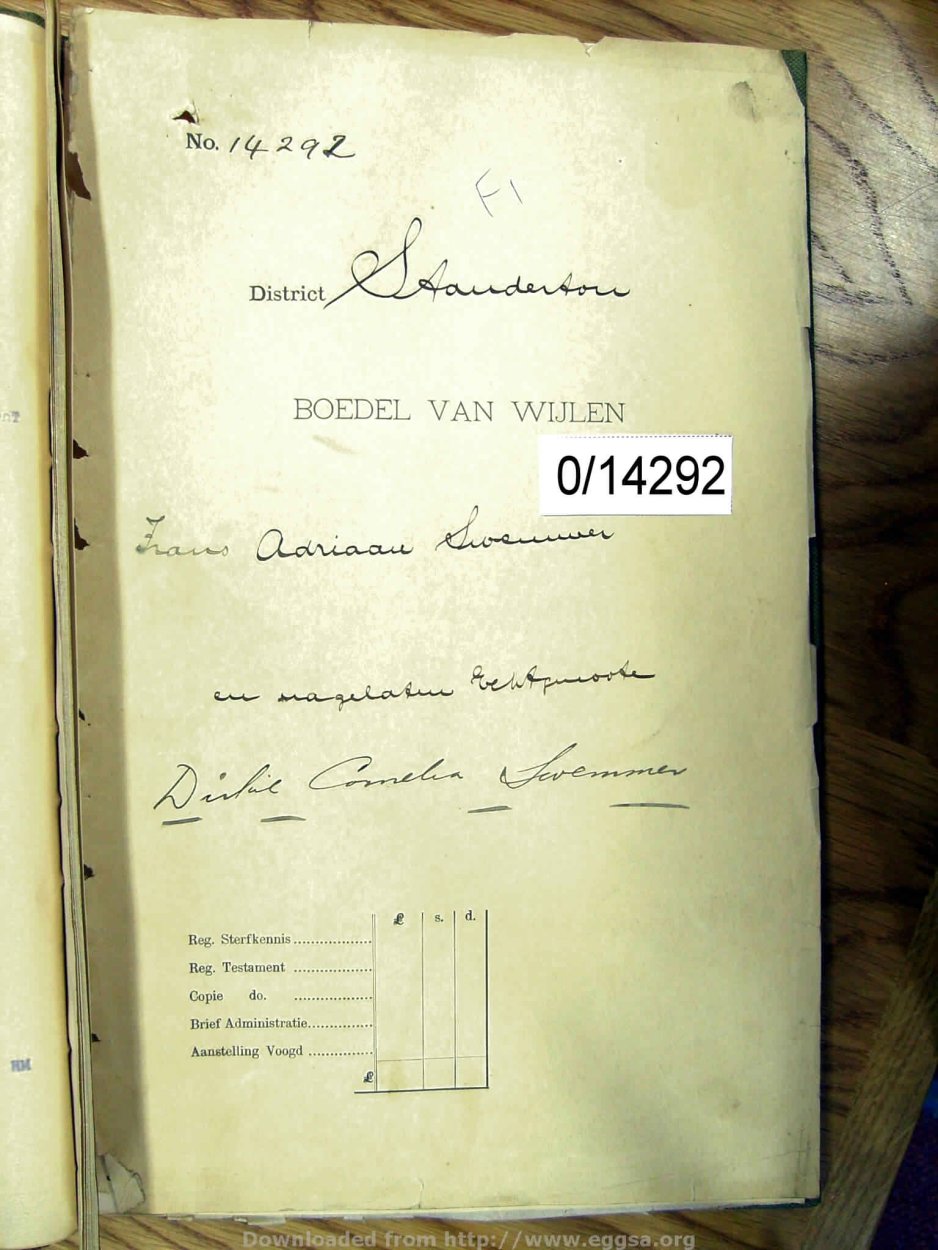 No. 14292
F1
District Standerton
BOEDEL VAN WIJLEN
0/14292
Frans Adriaan Swemmer
en nagelaten Echtgenoote
Cornelia Swemmer
£ s. d.
Reg. Sterfkennis
Reg. Testament
Copie do.
Brief Administratie
Aanstelling Voogd
£
HM
Downloaded from http://www.eggsa.org